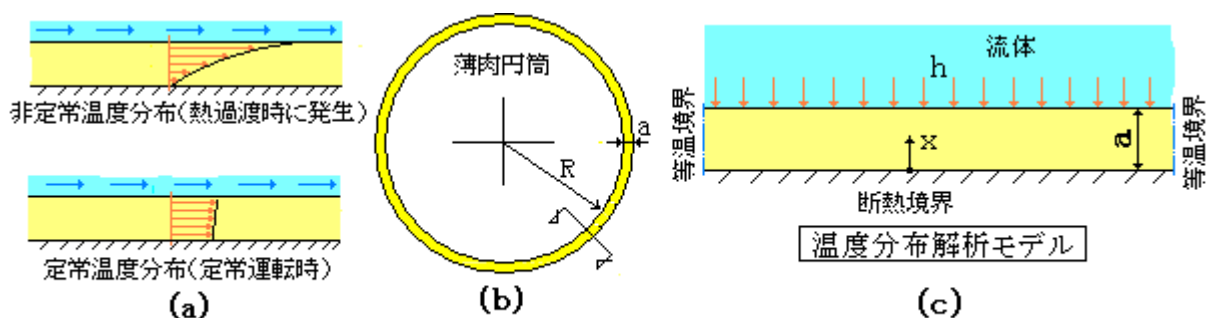 非定常温度分布(熱過渡時に発生)
定常温度分布(定常運転時)
(a)
薄肉円筒
a
R
(b)
流体
h
等温境界
x
a
等温境界
断熱境界
温度分布解析モデル
(c)